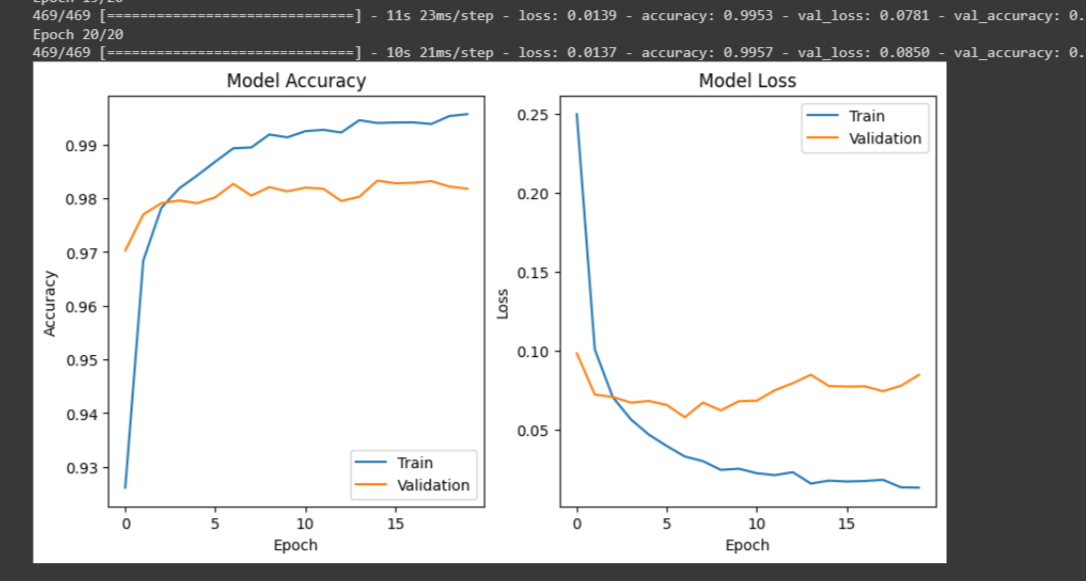 469/469 [==============================] - 11s 23ms/step - loss: 0.0139 - accuracy: 0.9953 - val_loss: 0.0781 - val_accuracy: 0.
Epoch 20/20
469/469 [==============================] - 10s 21ms/step - loss: 0.0137 - accuracy: 0.9957 - val_loss: 0.0850 - val_accuracy: 0.
Model Accuracy
0.99
0.98
0.97
0.96
0.95
0.94
0.93
Accuracy
0 5 10 15
Epoch
Train
Validation
Model Loss
0.25
0.20
0.15
0.10
0.05
Loss
0 5 10 15
Epoch
Train
Validation